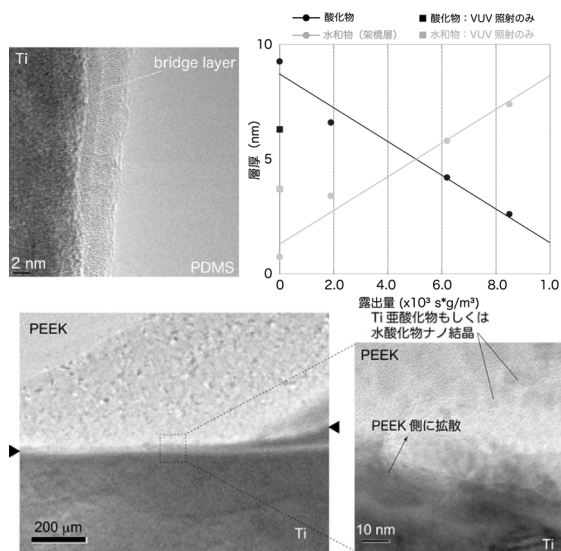 Ti
bridge layer
2 nm
PDMS
酸化物
水和物（架橋層）
酸化物：VUV 照射のみ
水和物：VUV 照射のみ
10
5
0
層厚（nm）
0 2.0 4.0 6.0 8.0 1.0
露出量 (x10³ s*g/m³)
PEEK
200 μm
Ti
Ti 亜酸化物もしくは
水酸化物ナノ結晶
PEEK
PEEK 側に拡散
10 nm
Ti